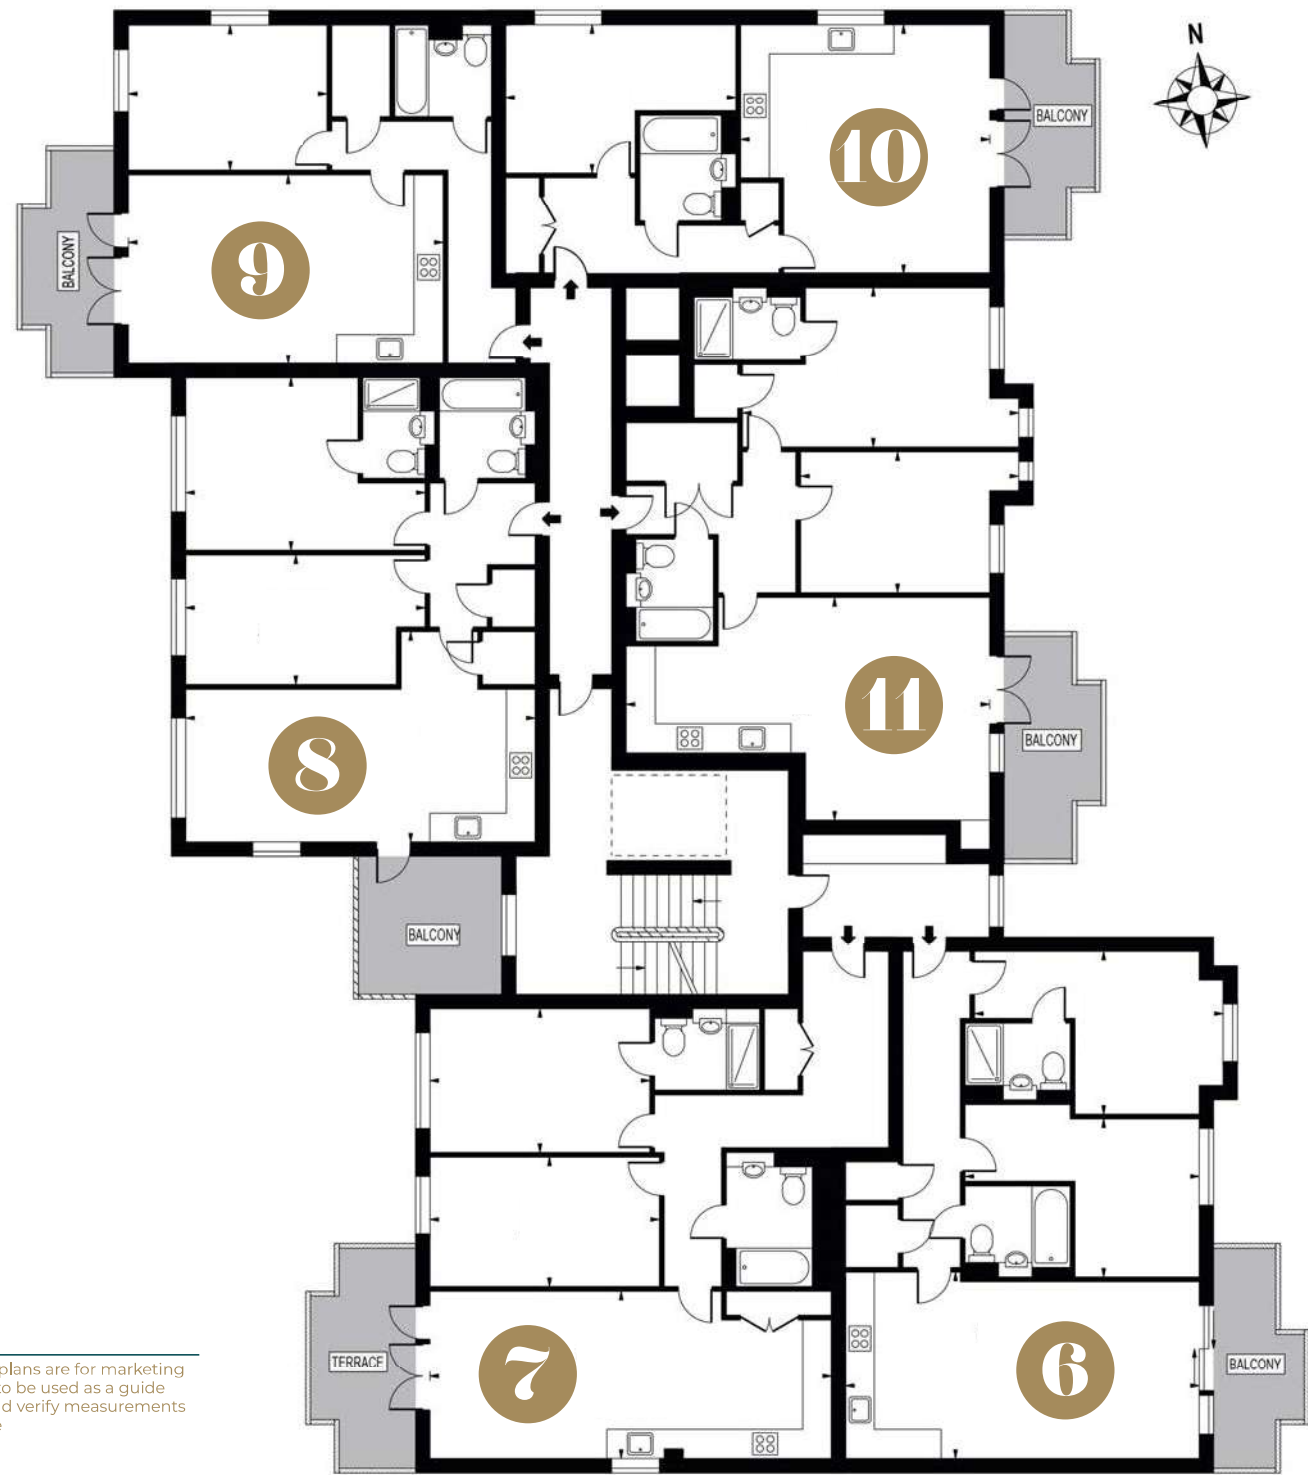 N
10
BALCONY
9
BALCONY
11
BALCONY
8
BALCONY
7
TERRACE
6
BALCONY
plans are for marketing
to be used as a guide
d verify measurements